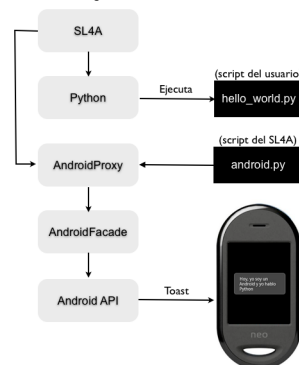 SL4A
(script del usuario)
Python
Ejecuta
hello_world.py
(script del SL4A)
AndroidProxy
android.py
AndroidFacade
Android API
Toast
Hey, yo soy un
Android y yo hablo
Python
neo